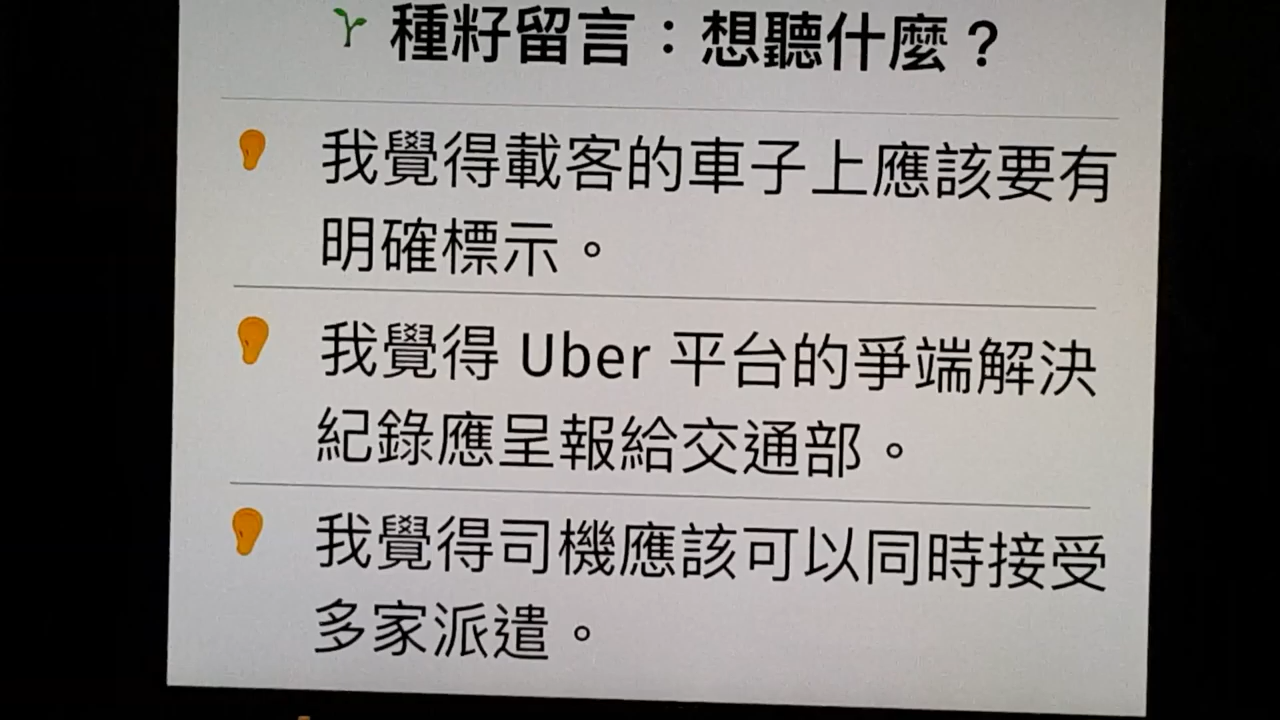 種籽留言：想聽什麼？
我覺得載客的車子上應該要有
明確標示。
我覺得 Uber 平台的爭端解決
紀錄應呈報給交通部。
我覺得司機應該可以同時接受
多家派遣。